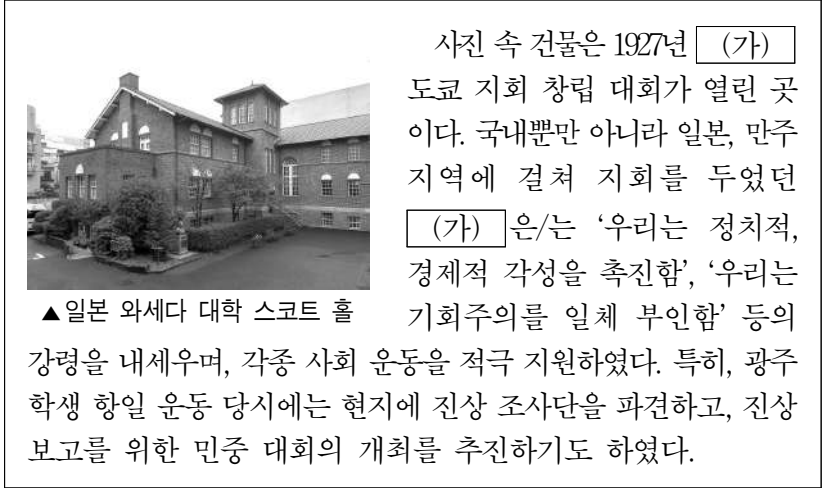 사진 속 건물은 1927년 (가)
도쿄 지회 창립 대회가 열린 곳
이다. 국내뿐만 아니라 일본, 만주
지역에 걸쳐 지회를 두었던
(가) 은/는 ‘우리는 정치적,
경제적 각성을 촉진함’, ‘우리는
기회주의를 일체 부인함’ 등의
▲일본 와세다 대학 스코트 홀
강령을 내세우며, 각종 사회 운동을 적극 지원하였다. 특히, 광주
학생 항일 운동 당시에는 현지에 진상 조사단을 파견하고, 진상
보고를 위한 민중 대회의 개최를 추진하기도 하였다.